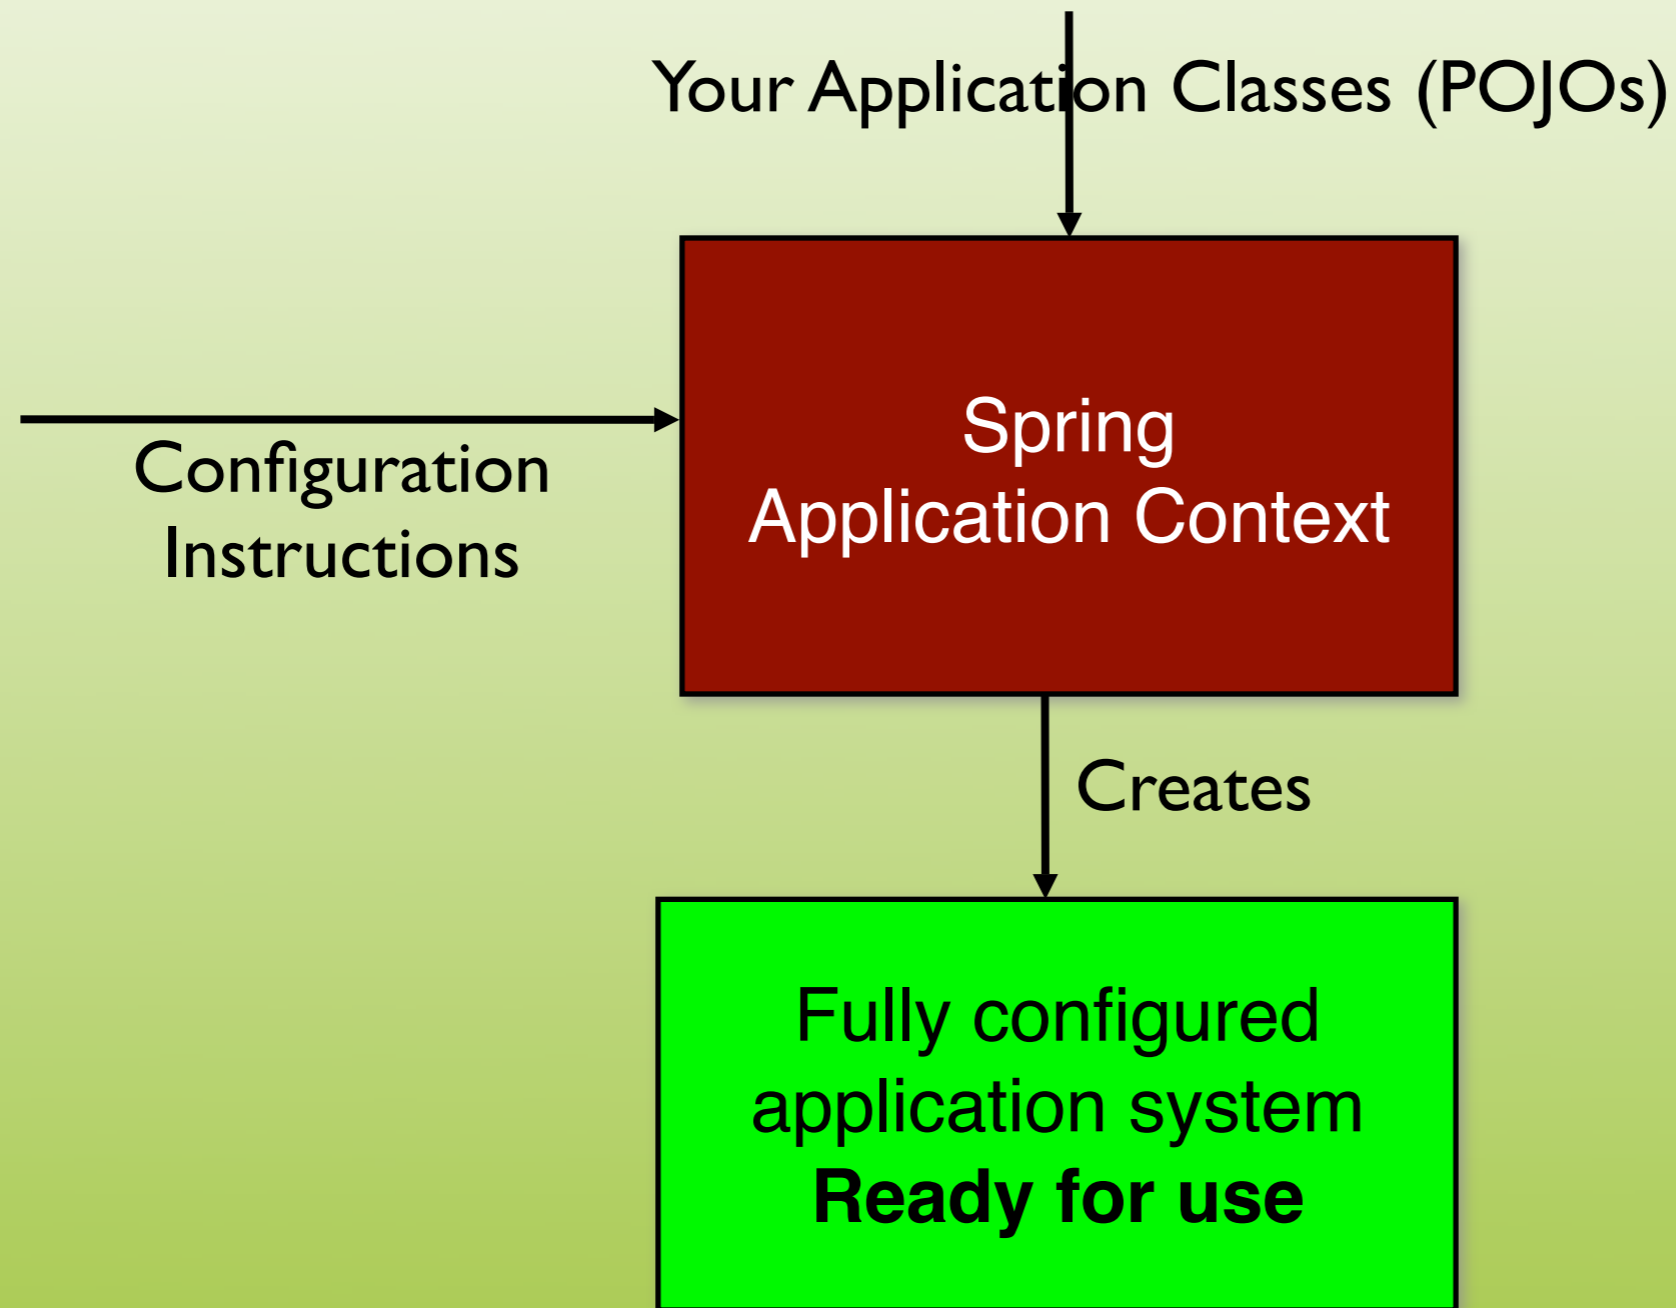 Your Application Classes (POJOs)
Configuration
Instructions
Spring
Application Context
Creates
Fully configured
application system
Ready for use